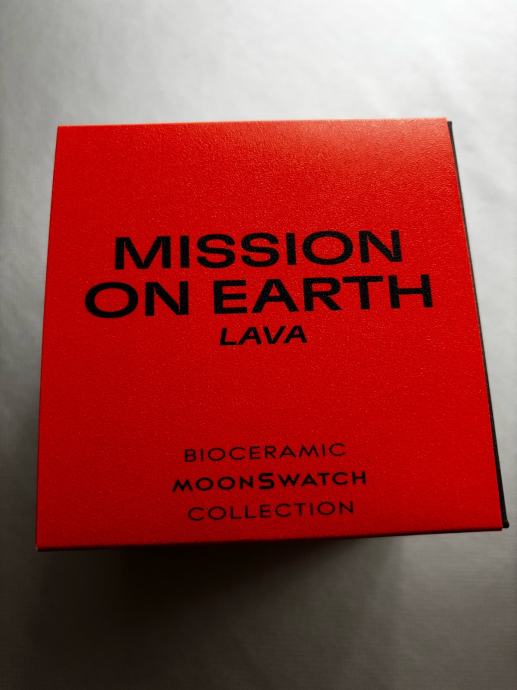 MISSION
ON EARTH
LAVA
BIOCERAMIC
MOONSWATCH
COLLECTION